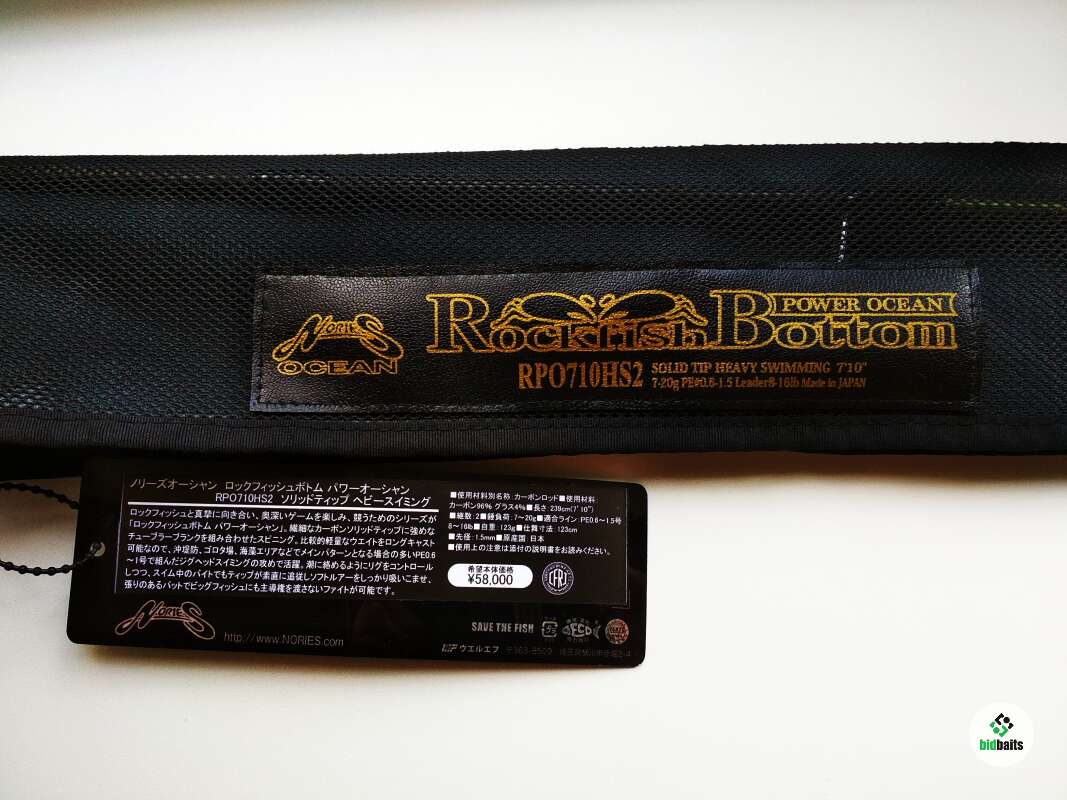 NORIES
OCEAN
Rockfish Bottom
POWER OCEAN
RPO710HS2
SOLID TIP HEAVY SWIMMING 7'10"
7-20g PE#0.6-1.5 Leader8-16lb Made in JAPAN
ノリーズオーシャン ロックフィッシュボトム パワーオーシャン
RPO710HS2 ソリッドティップ ヘビースイミング
ロックフィッシュと真摯に向き合い、奥深いゲームを楽しみ、競うためのシリーズが
「ロックフィッシュボトム パワーオーシャン」。繊細なカーボンソリッドティップに強めな
チューブラーブランクを組み合わせたスピニング。比較的軽量なウエイトをロングキャスト
可能なので、沖堤防、ゴロタ場、海藻エリアなどでメインパターンとなる場合の多いPE0.6
～1号で組んだジグヘッドスイミングの攻めで活躍。潮に絡めるようにリグをコントロール
しつつ、スイム中のバイトでもティップが素直に追従しソフトルアーをしっかり吸いこませ、
張りのあるバットでビッグフィッシュにも主導権を渡さないファイトが可能です。
■使用材料別名称 カーボンロッド■使用材料
カーボン96% グラス4%■長さ:239cm(7'10")
■継数:2■錘負荷:7～20g■適合ライン:PE0.6～1.5号
8～16lb■自重:123g■仕舞寸法:123cm
■先径:1.5mm■原産国:日本
■使用上の注意は添付の説明書をお読みください。
希望本体価格
¥58,000
NORIES
http://www.NORIES.com
SAVE THE FISH
ウエルエフ
bidbaits